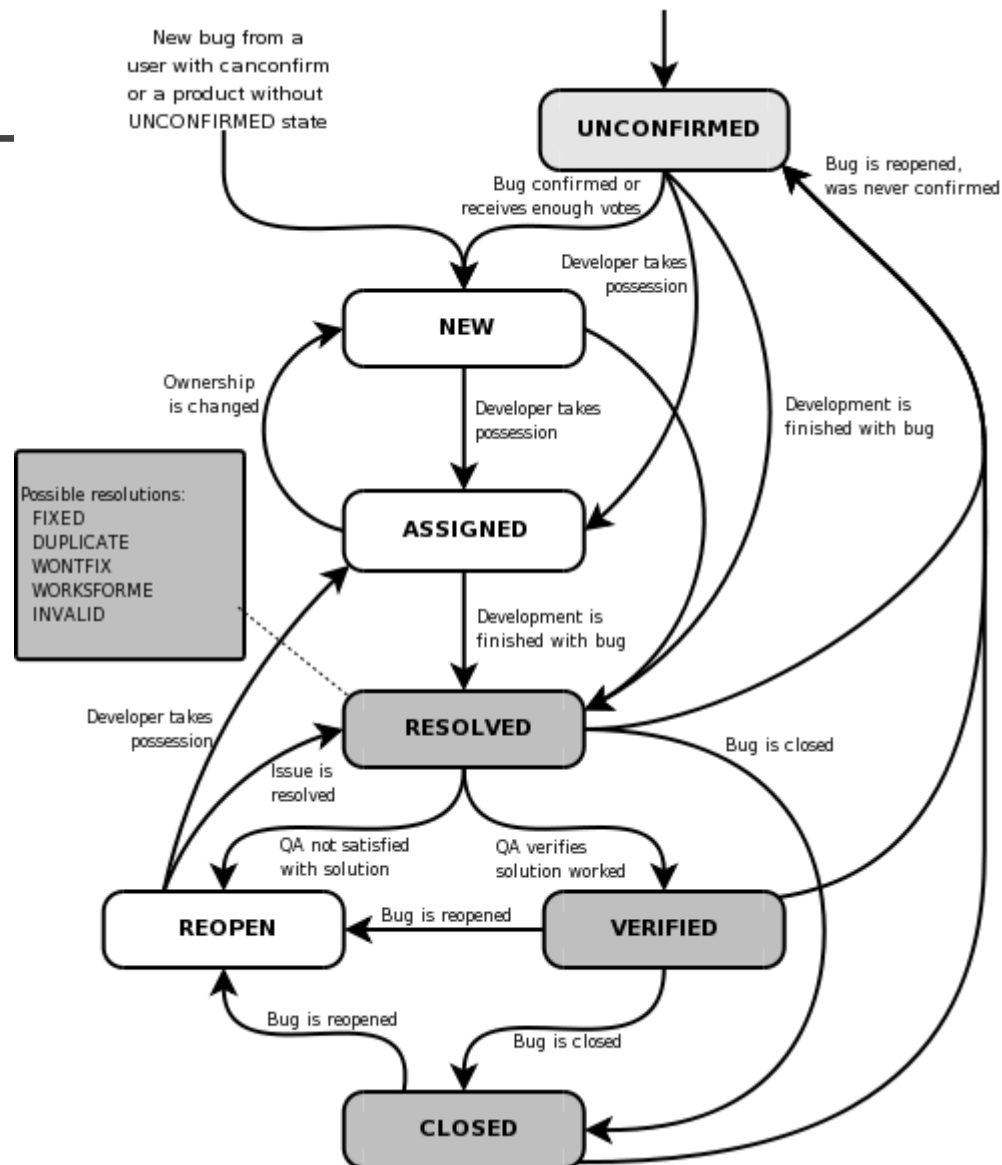 New bug from a
user with canconfirm
or a product without
UNCONFIRMED state
UNCONFIRMED
Bug is reopened,
was never confirmed
Bug confirmed or
receives enough votes
Developer takes
possession
NEW
Ownership
is changed
Developer takes
possession
Development is
finished with bug
Possible resolutions:
FIXED
DUPLICATE
WONTFIX
WORKSFORME
INVALID
ASSIGNED
Development is
finished with bug
RESOLVED
Developer takes
possession
Bug is closed
Issue is
resolved
QA not satisfied
with solution
QA verifies
solution worked
REOPEN
Bug is reopened
VERIFIED
Bug is reopened
Bug is closed
CLOSED